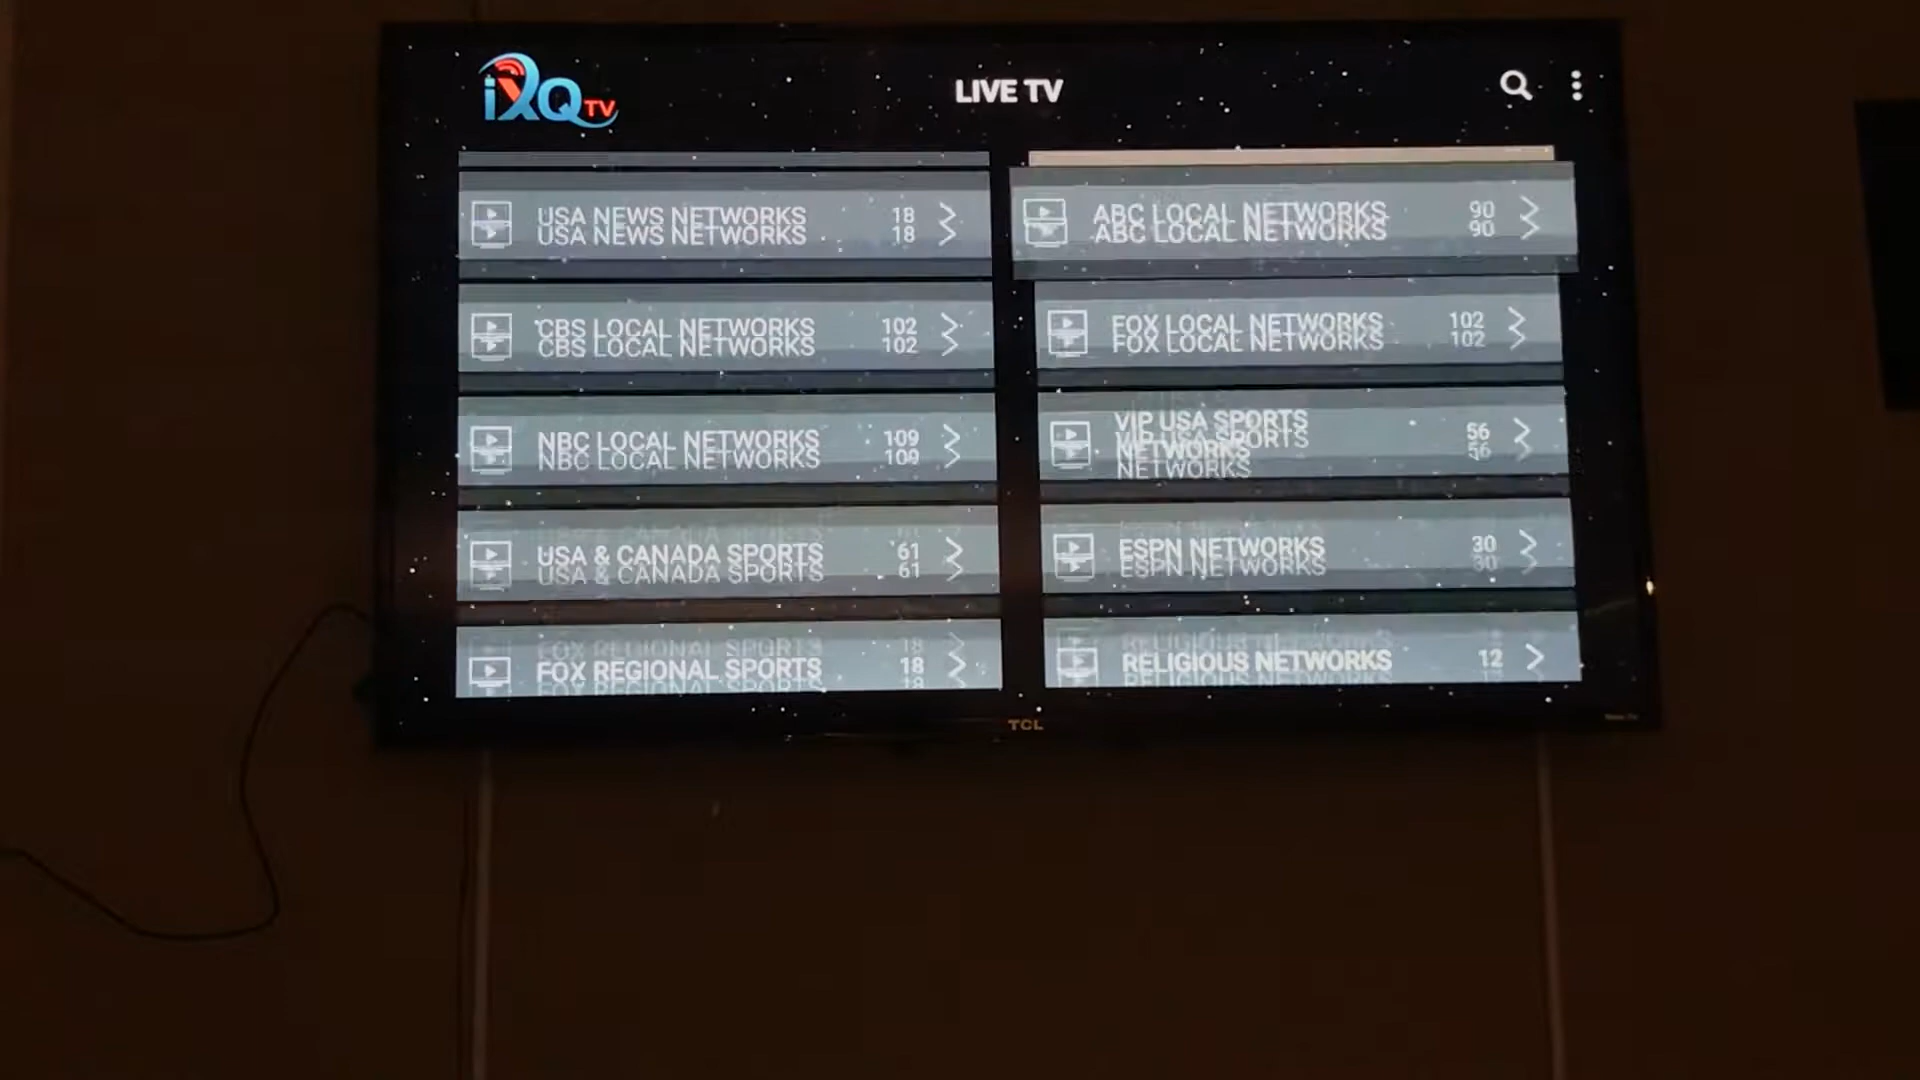 iXQTV
LIVE TV
USA NEWS NETWORKS 18
ABC LOCAL NETWORKS 90
CBS LOCAL NETWORKS 102
FOX LOCAL NETWORKS 102
NBC LOCAL NETWORKS 109
VIP USA SPORTS
NETWORKS 56
USA & CANADA SPORTS 61
ESPN NETWORKS 30
FOX REGIONAL SPORTS 18
RELIGIOUS NETWORKS 12
TCL